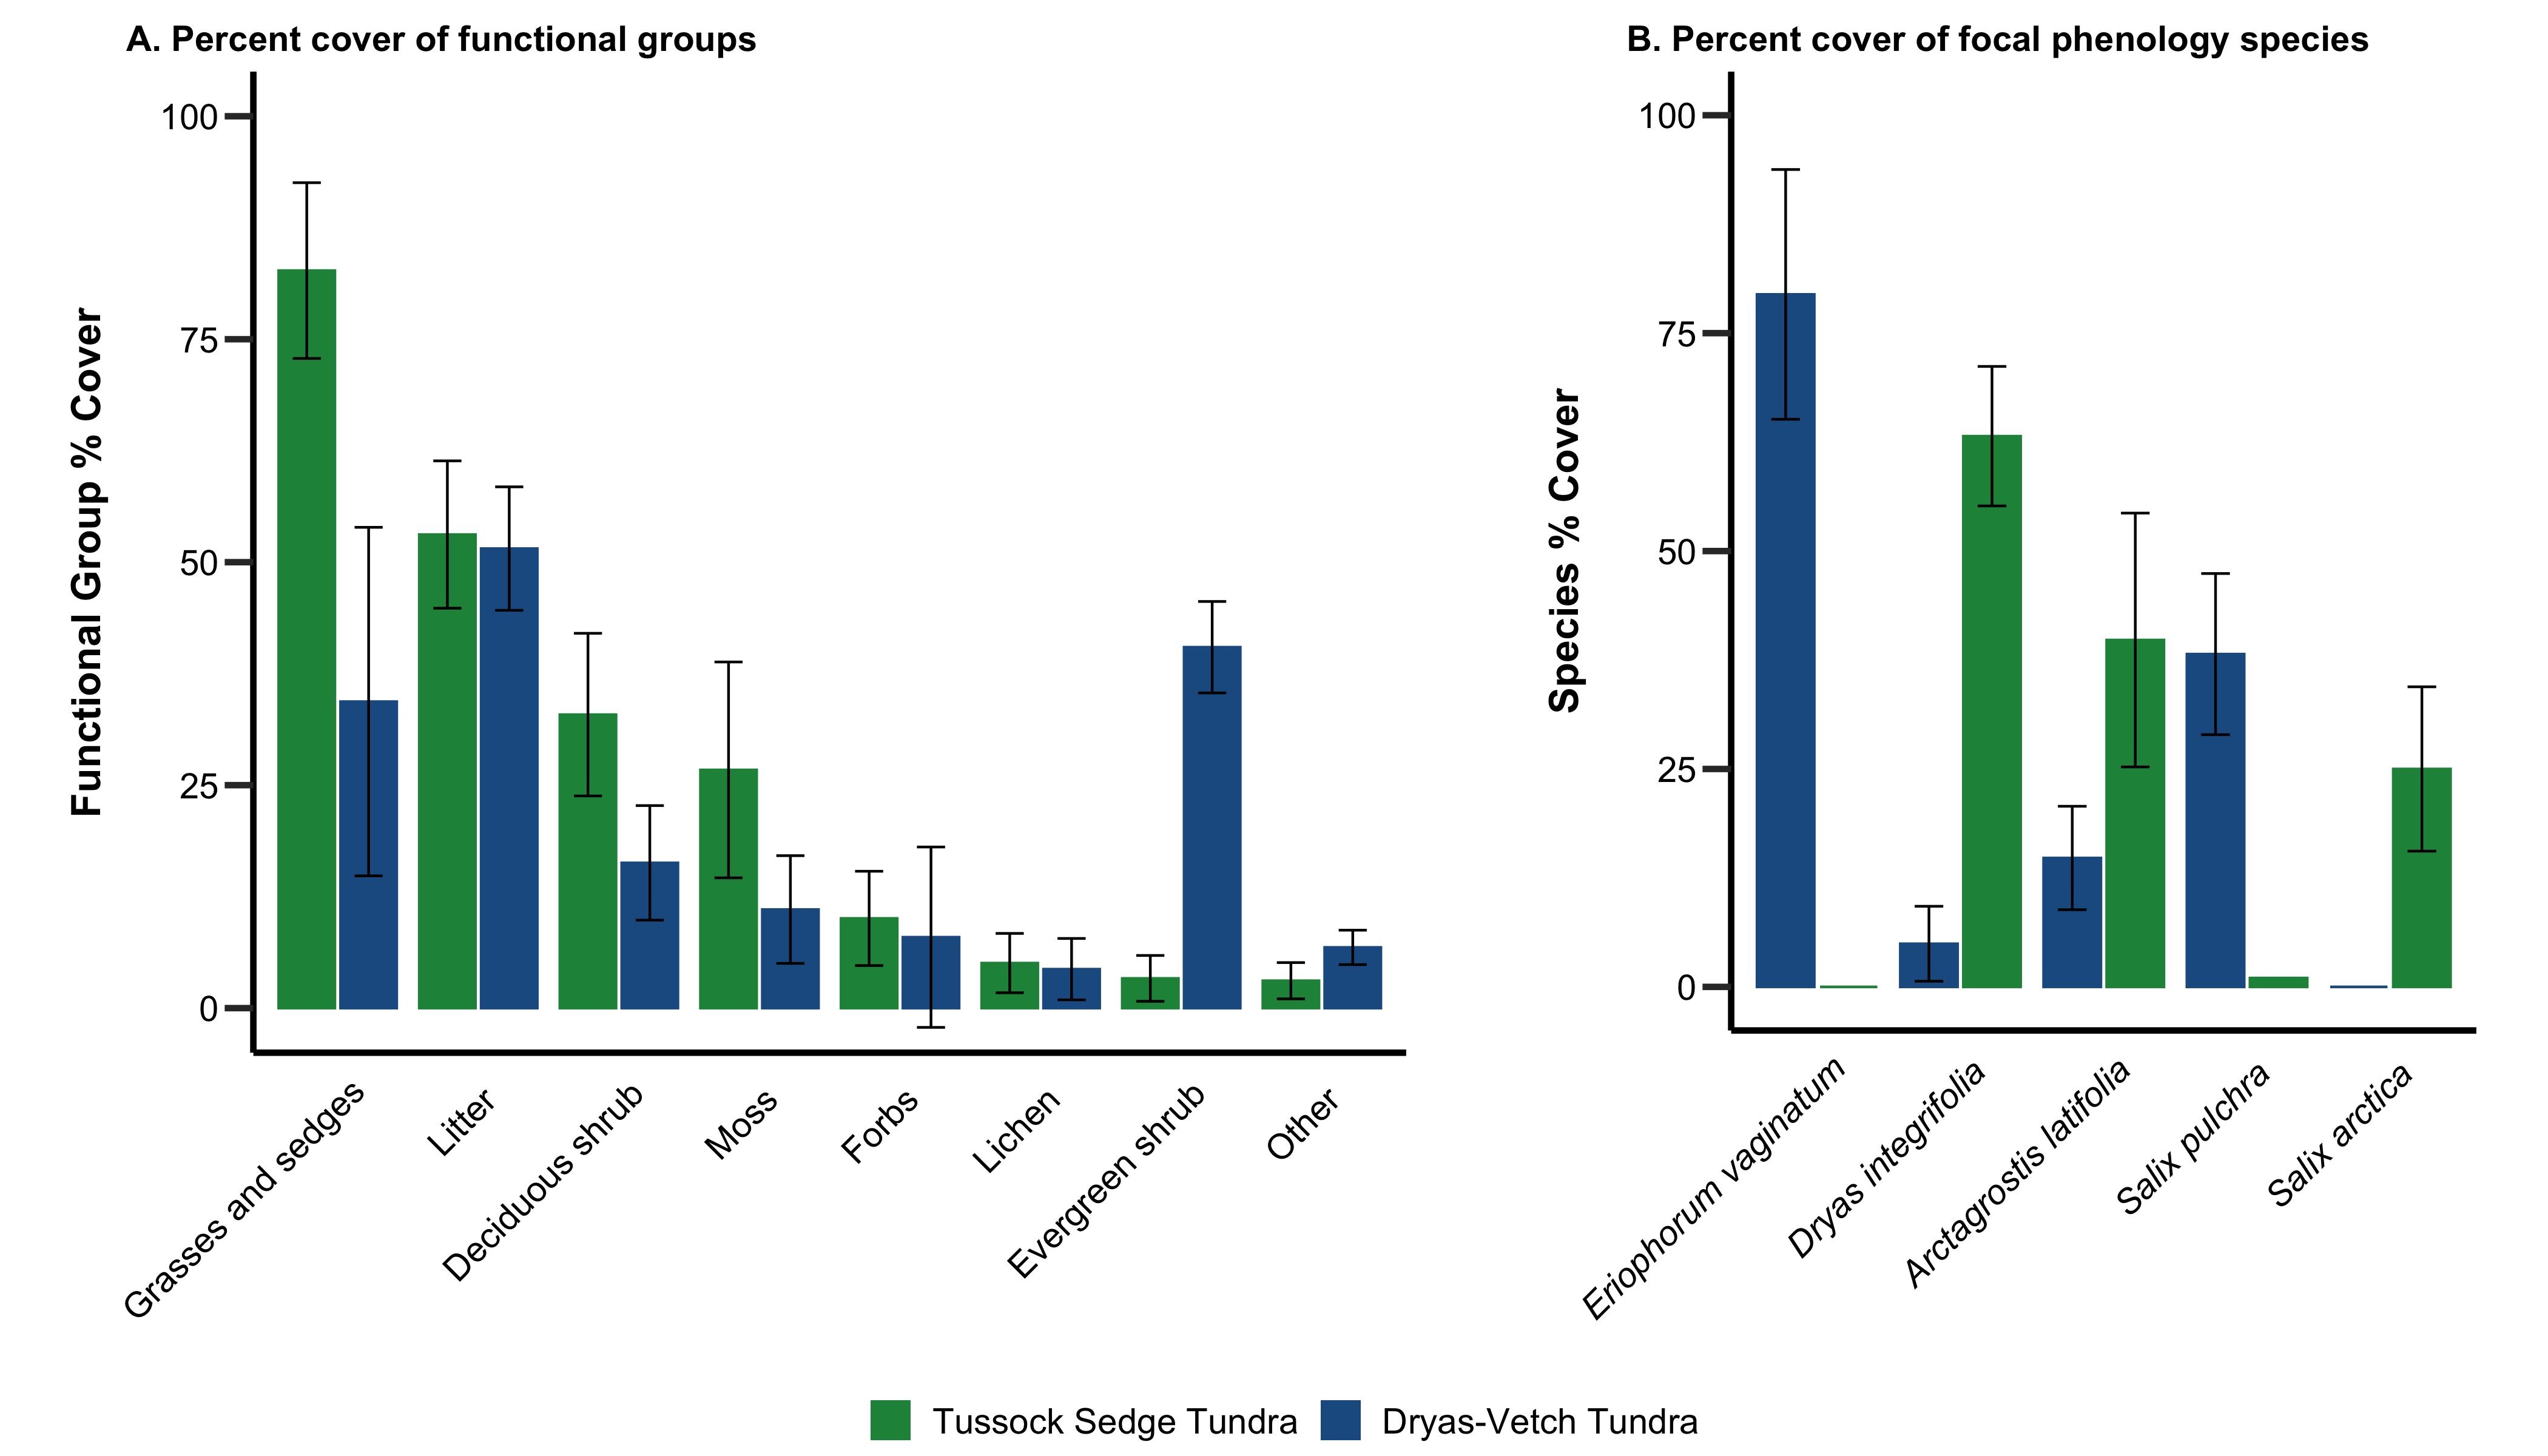 A. Percent cover of functional groups
Functional Group % Cover
100
75
50
25
0
Grasses and sedges
Litter
Deciduous shrub
Moss
Forbs
Lichen
Evergreen shrub
Other
B. Percent cover of focal phenology species
Species % Cover
100
75
50
25
0
Eriophorum vaginatum
Dryas integrifolia
Arctagrostis latifolia
Salix pulchra
Salix arctica
Tussock Sedge Tundra
Dryas-Vetch Tundra